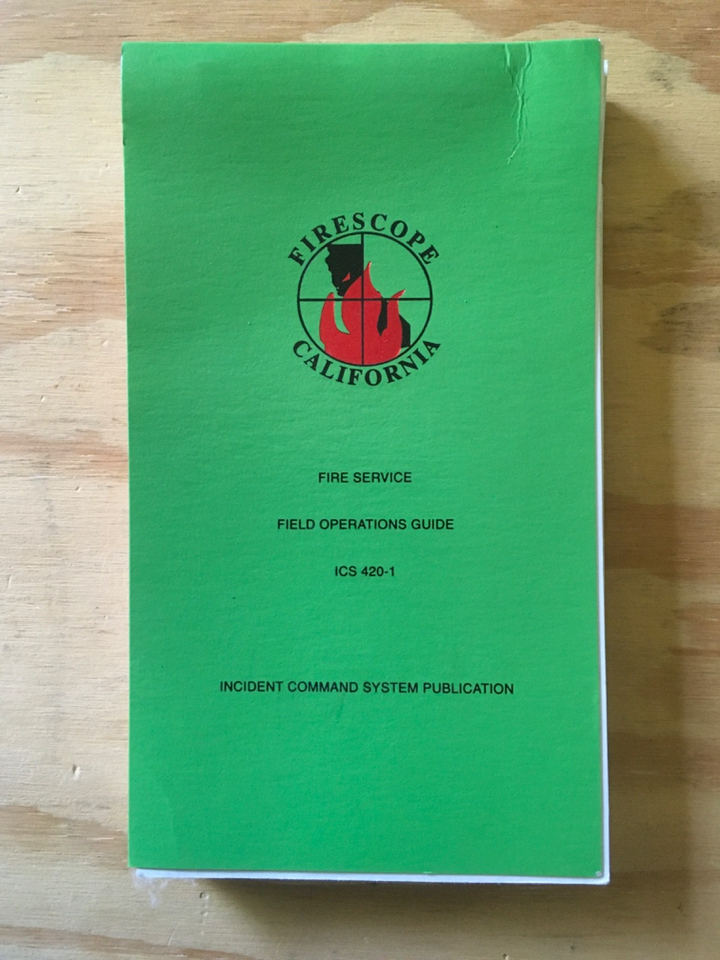 FIRESCOPE
CALIFORNIA
FIRE SERVICE
FIELD OPERATIONS GUIDE
ICS 420-1
INCIDENT COMMAND SYSTEM PUBLICATION